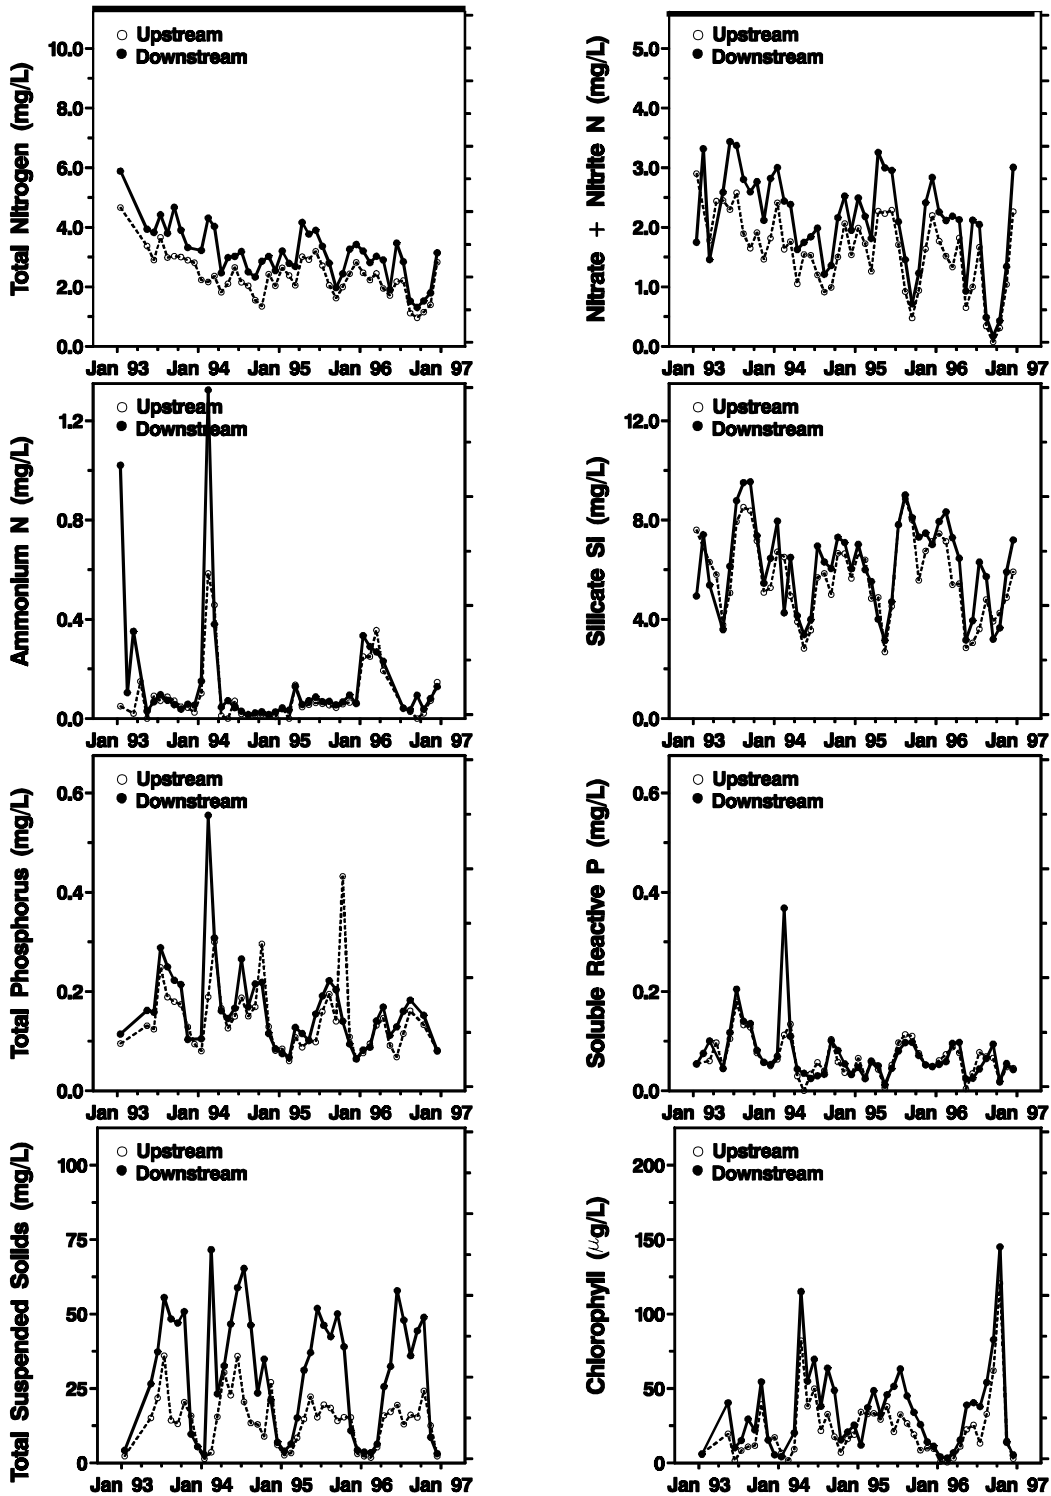 Total Nitrogen (mg/L)
10.0
8.0
6.0
4.0
2.0
0.0
Upstream
Downstream
Jan 93 Jan 94 Jan 95 Jan 96 Jan 97
Nitrate + Nitrite N (mg/L)
5.0
4.0
3.0
2.0
1.0
0.0
Upstream
Downstream
Jan 93 Jan 94 Jan 95 Jan 96 Jan 97
Ammonium N (mg/L)
1.2
0.8
0.4
0.0
Upstream
Downstream
Jan 93 Jan 94 Jan 95 Jan 96 Jan 97
Silicate Si (mg/L)
12.0
8.0
4.0
0.0
Upstream
Downstream
Jan 93 Jan 94 Jan 95 Jan 96 Jan 97
Total Phosphorus (mg/L)
0.6
0.4
0.2
0.0
Upstream
Downstream
Jan 93 Jan 94 Jan 95 Jan 96 Jan 97
Soluble Reactive P (mg/L)
0.6
0.4
0.2
0.0
Upstream
Downstream
Jan 93 Jan 94 Jan 95 Jan 96 Jan 97
Total Suspended Solids (mg/L)
100
75
50
25
0
Upstream
Downstream
Jan 93 Jan 94 Jan 95 Jan 96 Jan 97
Chlorophyll (μg/L)
200
150
100
50
0
Upstream
Downstream
Jan 93 Jan 94 Jan 95 Jan 96 Jan 97